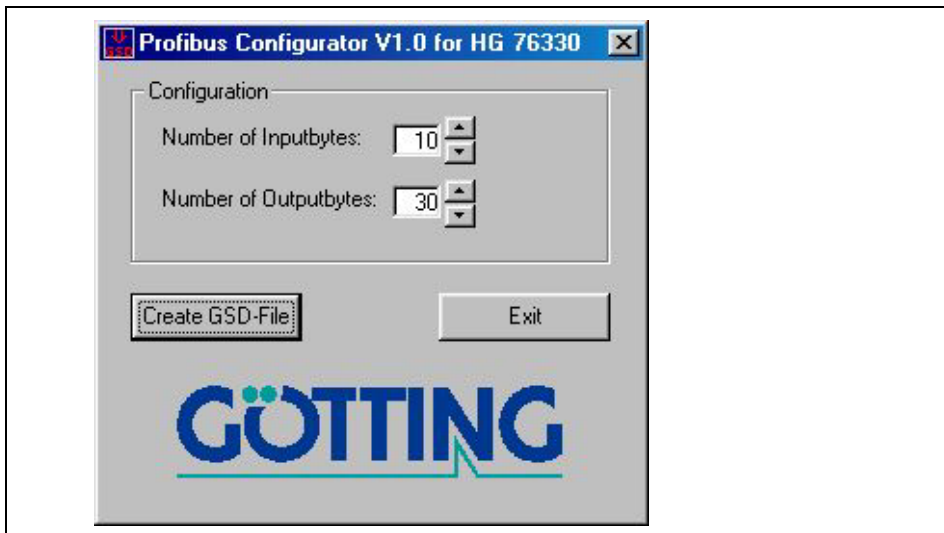 GSD
Profibus Configurator V1.0 for HG 76330
Configuration
Number of Inputbytes: 10
Number of Outputbytes: 30
Create GSD-File
Exit
GÖTTING